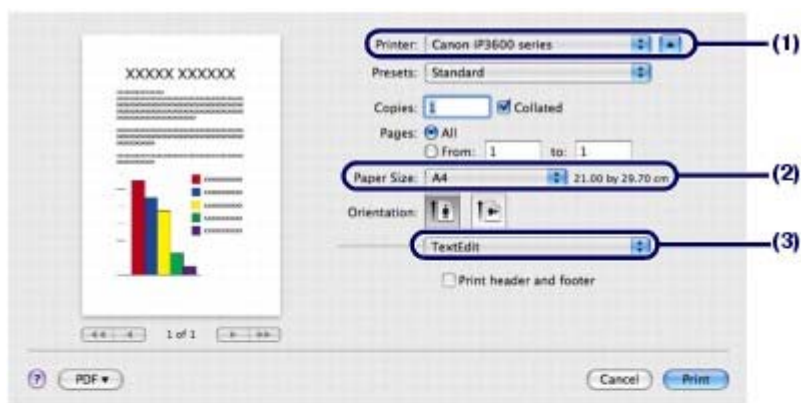 XXXXX XXXXXX
1 of 1
Printer: Canon iP3600 series (1)
Presets: Standard
Copies: 1 Collated
Pages: All
From: 1 to: 1
Paper Size: A4 21.00 by 29.70 cm (2)
Orientation:
TextEdit (3)
Print header and footer
? PDF Cancel Print